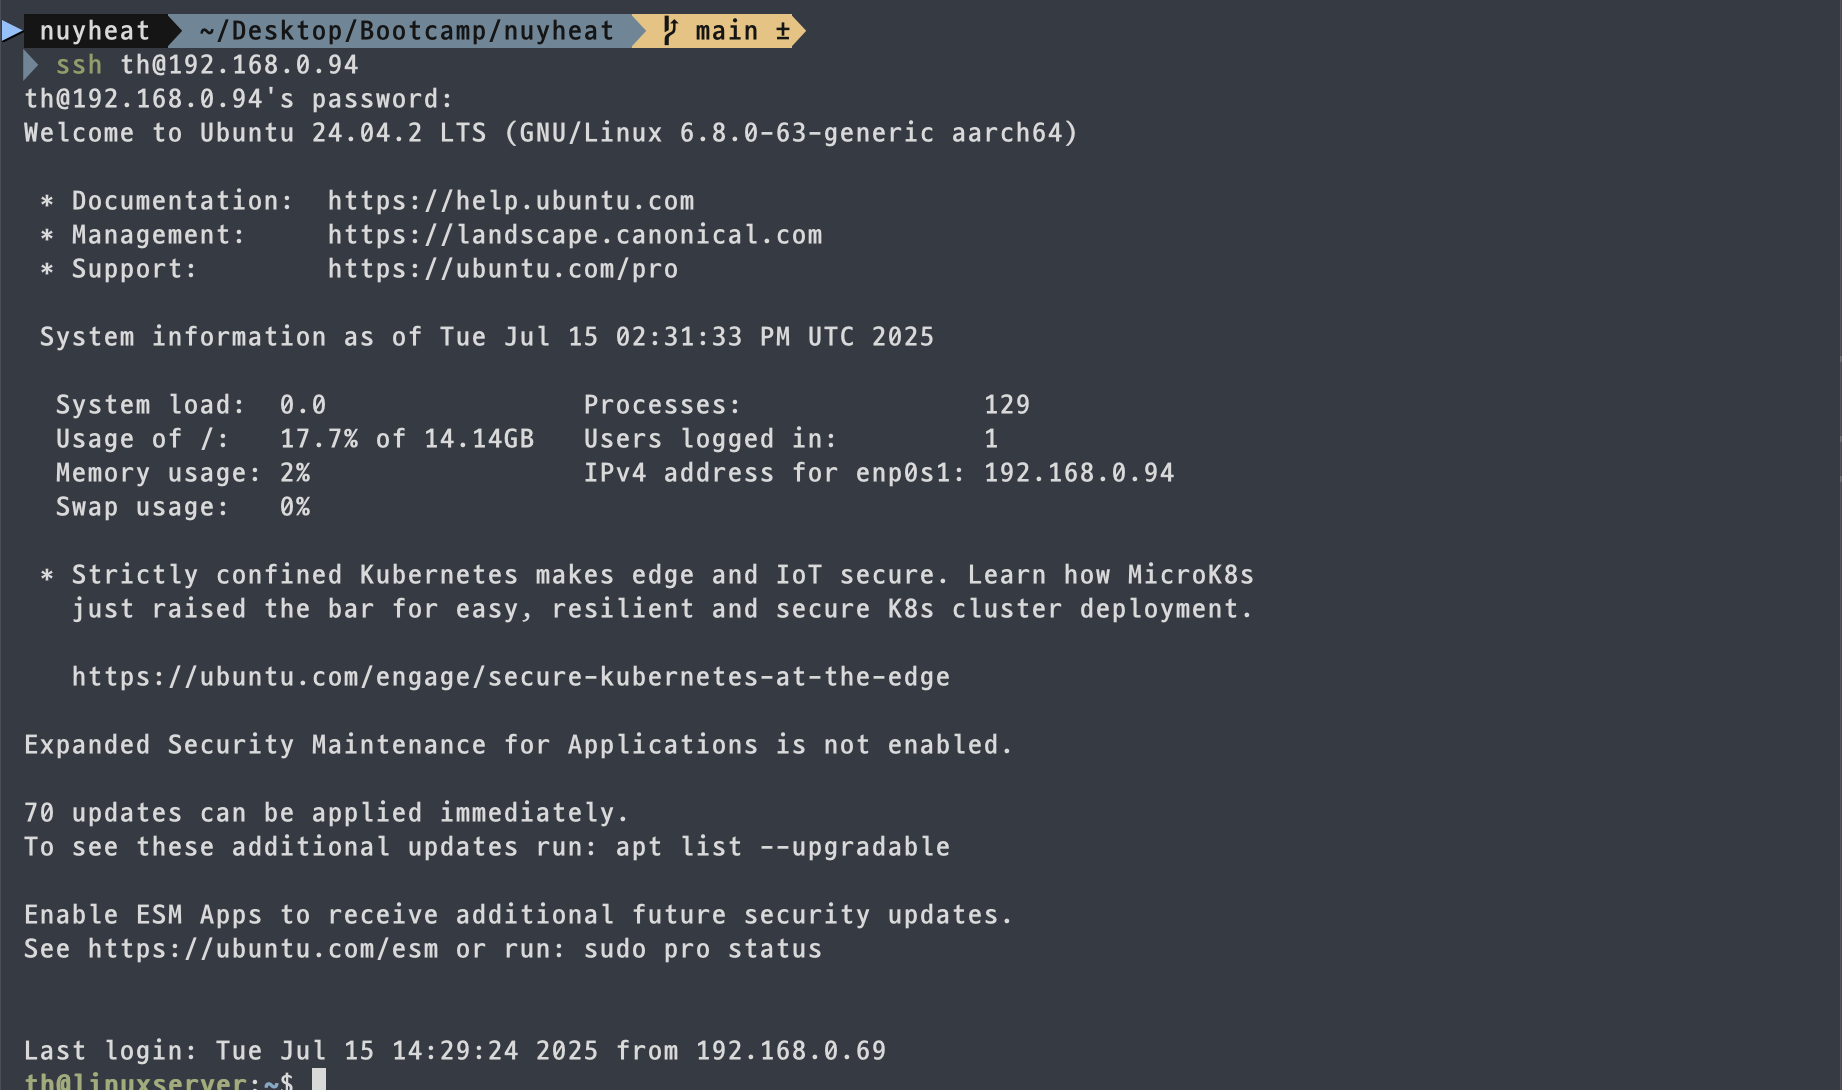 nuyheat ~/Desktop/Bootcamp/nuyheat main ±
ssh th@192.168.0.94
th@192.168.0.94's password:
Welcome to Ubuntu 24.04.2 LTS (GNU/Linux 6.8.0-63-generic aarch64)
* Documentation:  https://help.ubuntu.com
* Management:     https://landscape.canonical.com
* Support:        https://ubuntu.com/pro
System information as of Tue Jul 15 02:31:33 PM UTC 2025
System load:  0.0                Processes:               129
Usage of /:   17.7% of 14.14GB   Users logged in:         1
Memory usage: 2%                 IPv4 address for enp0s1: 192.168.0.94
Swap usage:   0%
* Strictly confined Kubernetes makes edge and IoT secure. Learn how MicroK8s
just raised the bar for easy, resilient and secure K8s cluster deployment.
https://ubuntu.com/engage/secure-kubernetes-at-the-edge
Expanded Security Maintenance for Applications is not enabled.
70 updates can be applied immediately.
To see these additional updates run: apt list --upgradable
Enable ESM Apps to receive additional future security updates.
See https://ubuntu.com/esm or run: sudo pro status
Last login: Tue Jul 15 14:29:24 2025 from 192.168.0.69
th@linuxserver:~$